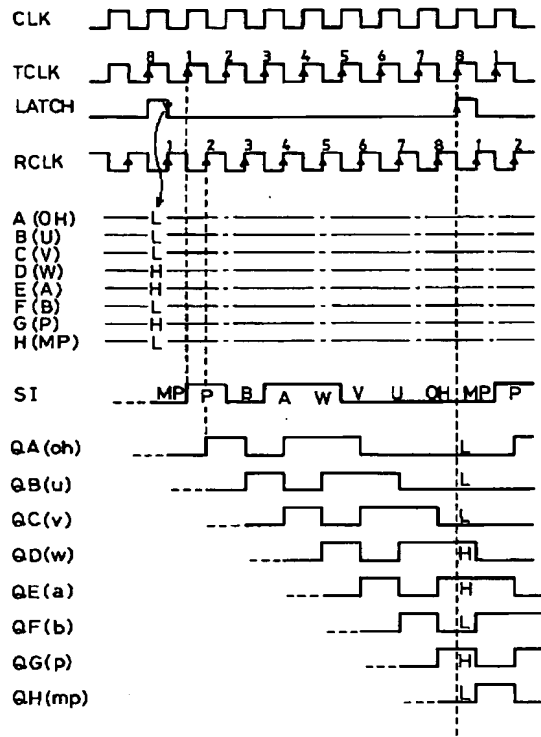 CLK
TCLK 8 1 2 3 4 5 6 7 8 1
LATCH
RCLK 1 2 3 4 5 6 7 8 1 2
A(OH) L
B(U) L
C(V) L
D(W) H
E(A) H
F(B) L
G(P) H
H(MP) L
SI MP P B A W V U OH MP P
QA(oh) L
QB(u) L
QC(v) L
QD(w) H
QE(a) H
QF(b) L
QG(p) H
QH(mp) L